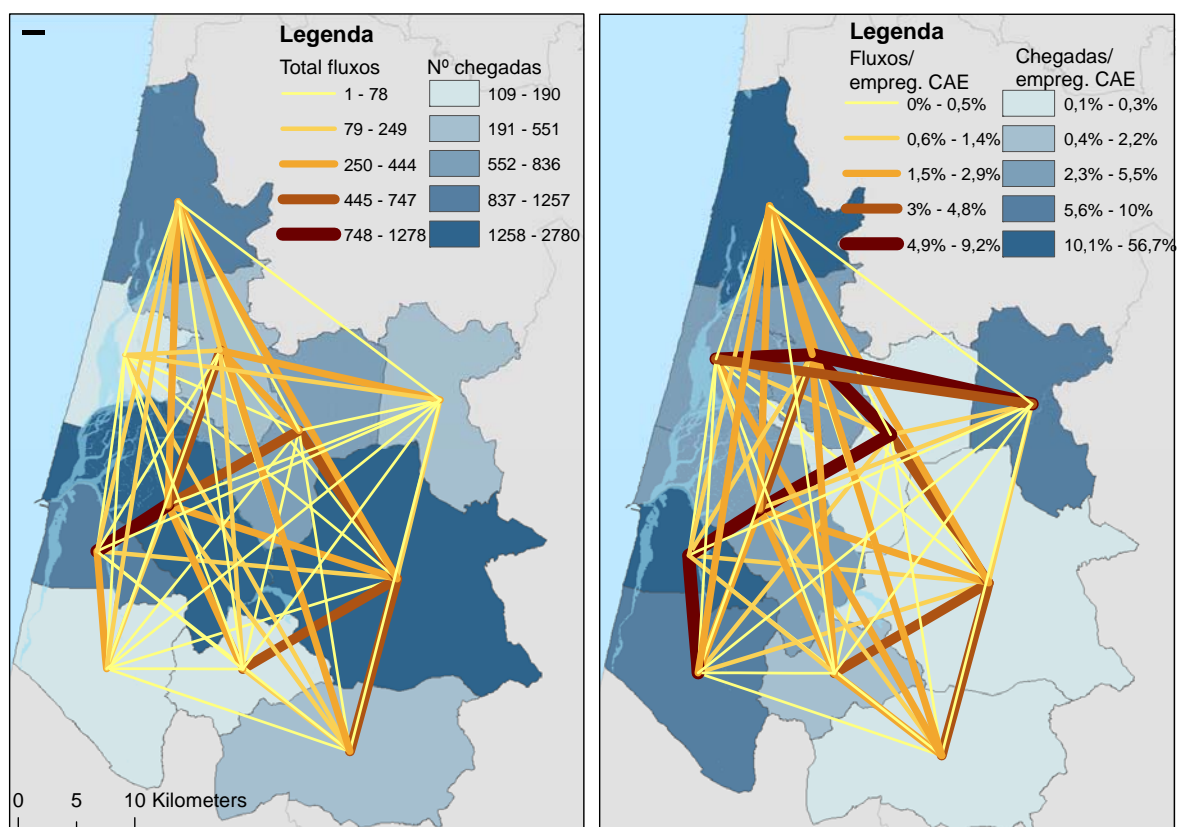 Legenda
Total fluxos Nº chegadas
1 - 78 109 - 190
79 - 249 191 - 551
250 - 444 552 - 836
445 - 747 837 - 1257
748 - 1278 1258 - 2780
0 5 10 Kilometers
Legenda
Fluxos/ Chegadas/
empreg. CAE empreg. CAE
0% - 0,5% 0,1% - 0,3%
0,6% - 1,4% 0,4% - 2,2%
1,5% - 2,9% 2,3% - 5,5%
3% - 4,8% 5,6% - 10%
4,9% - 9,2% 10,1% - 56,7%